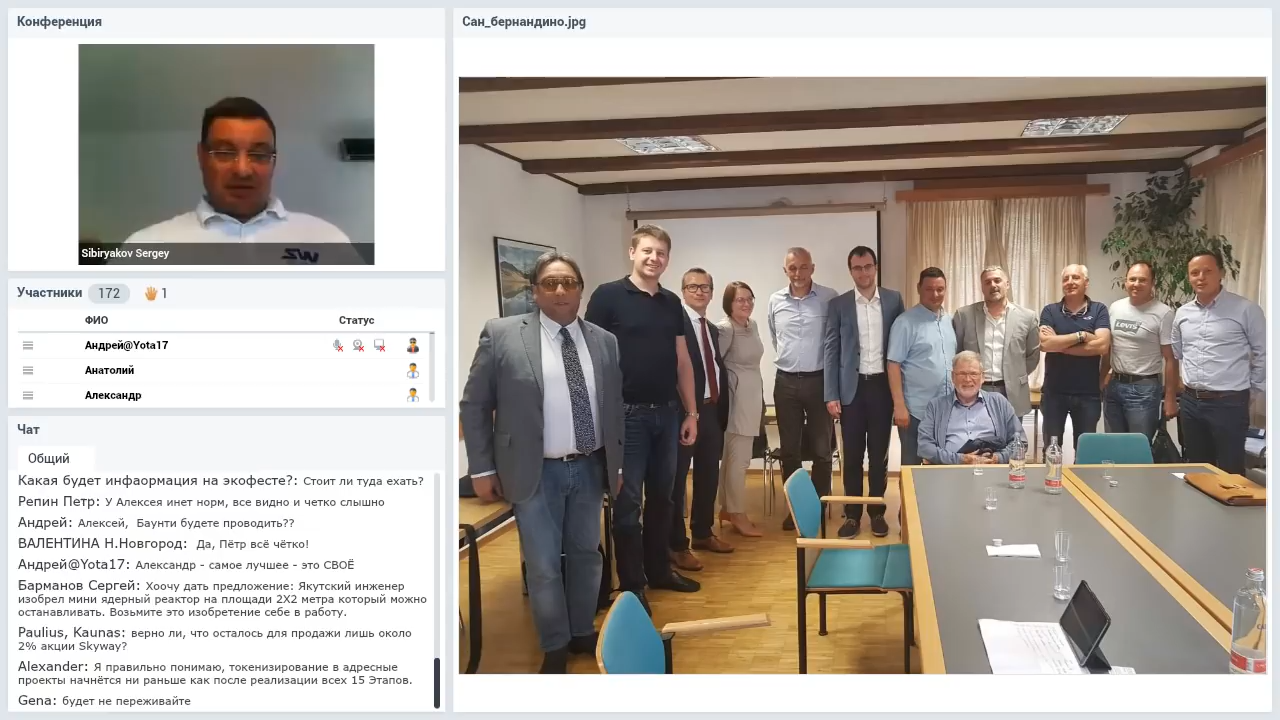 Конференция
Sibiryakov Sergey
SW
Участники 172 1
ФИО Статус
Андрей@Yota17
Анатолий
Александр
Чат
Общий
Какая будет инфаормация на экофесте?: Стоит ли туда ехать?
Репин Петр: У Алексея инет норм, все видно и четко слышно
Андрей: Алексей, Баунти будете проводить??
ВАЛЕНТИНА Н.Новгород: Да, Пётр всё чётко!
Андрей@Yota17: Александр - самое лучшее - это СВОЁ
Барманов Сергей: Хоочу дать предложение: Якутский инженер
изобрел мини ядерный реактор на площади 2Х2 метра который можно
останавливать. Возьмите это изобретение себе в работу.
Paulius, Kaunas: верно ли, что осталось для продажи лишь около
2% акции Skyway?
Alexander: Я правильно понимаю, токенизирование в адресные
проекты начнётся ни раньше как после реализации всех 15 Этапов.
Gena: будет не переживайте
Сан_бернандино.jpg
LEVI'S